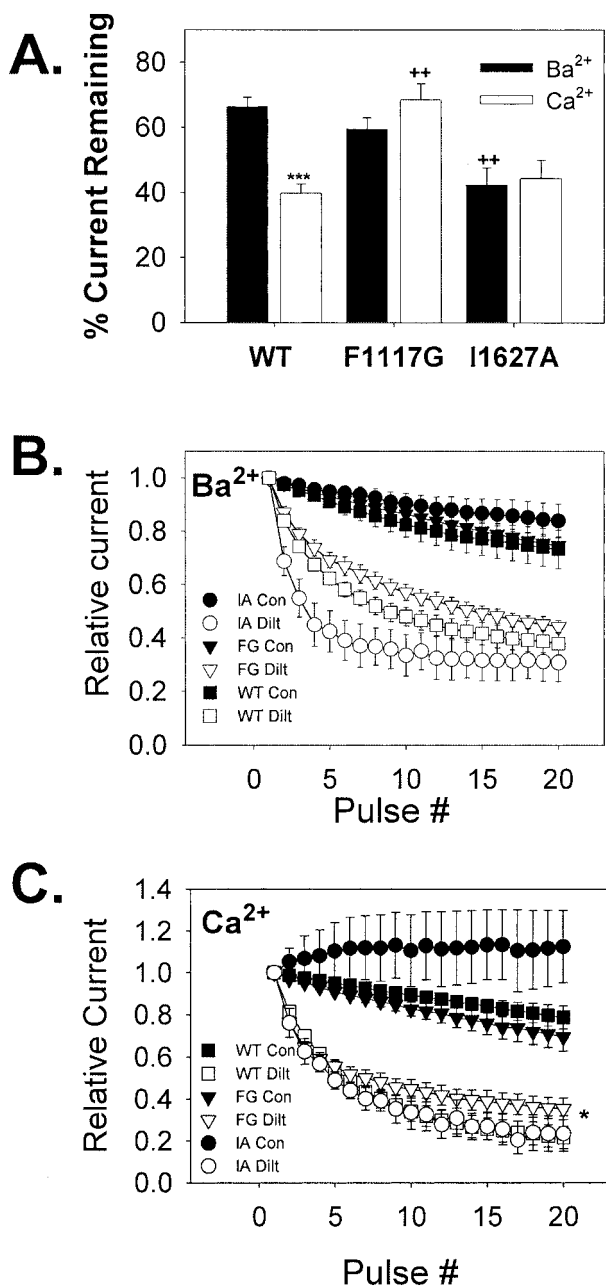 A.
% Current Remaining
80
60
40
20
0
***
++
++
Ba2+
Ca2+
WT F1117G I1627A
B.
Ba2+
Relative current
1.0
0.8
0.6
0.4
0.2
0.0
IA Con
IA Dilt
FG Con
FG Dilt
WT Con
WT Dilt
0 5 10 15 20
Pulse #
C.
Ca2+
Relative Current
1.4
1.2
1.0
0.8
0.6
0.4
0.2
0.0
WT Con
WT Dilt
FG Con
FG Dilt
IA Con
IA Dilt
*
0 5 10 15 20
Pulse #